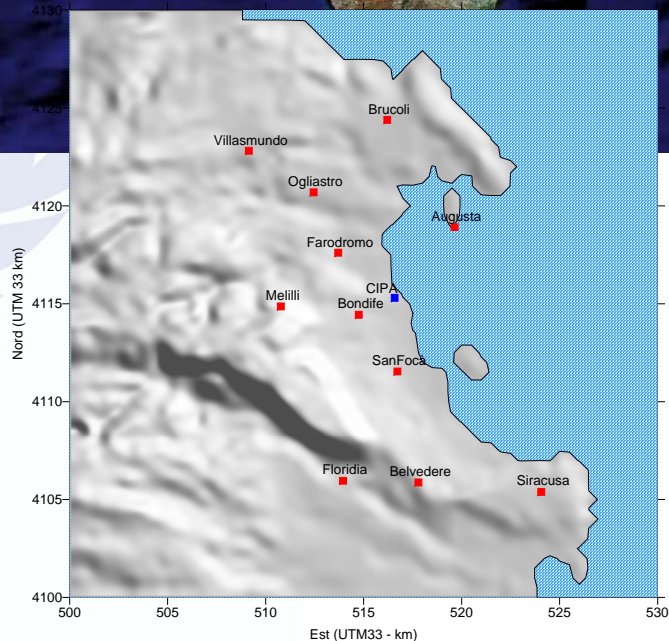 4130
4125
4120
4115
4110
4105
4100
Nord (UTM 33 km)
Brucoli
Villasmundo
Ogliastro
Augusta
Farodromo
CIPA
Melilli
Bondife
SanFoca
Floridia
Belvedere
Siracusa
500
505
510
515
520
525
530
Est (UTM33 - km)